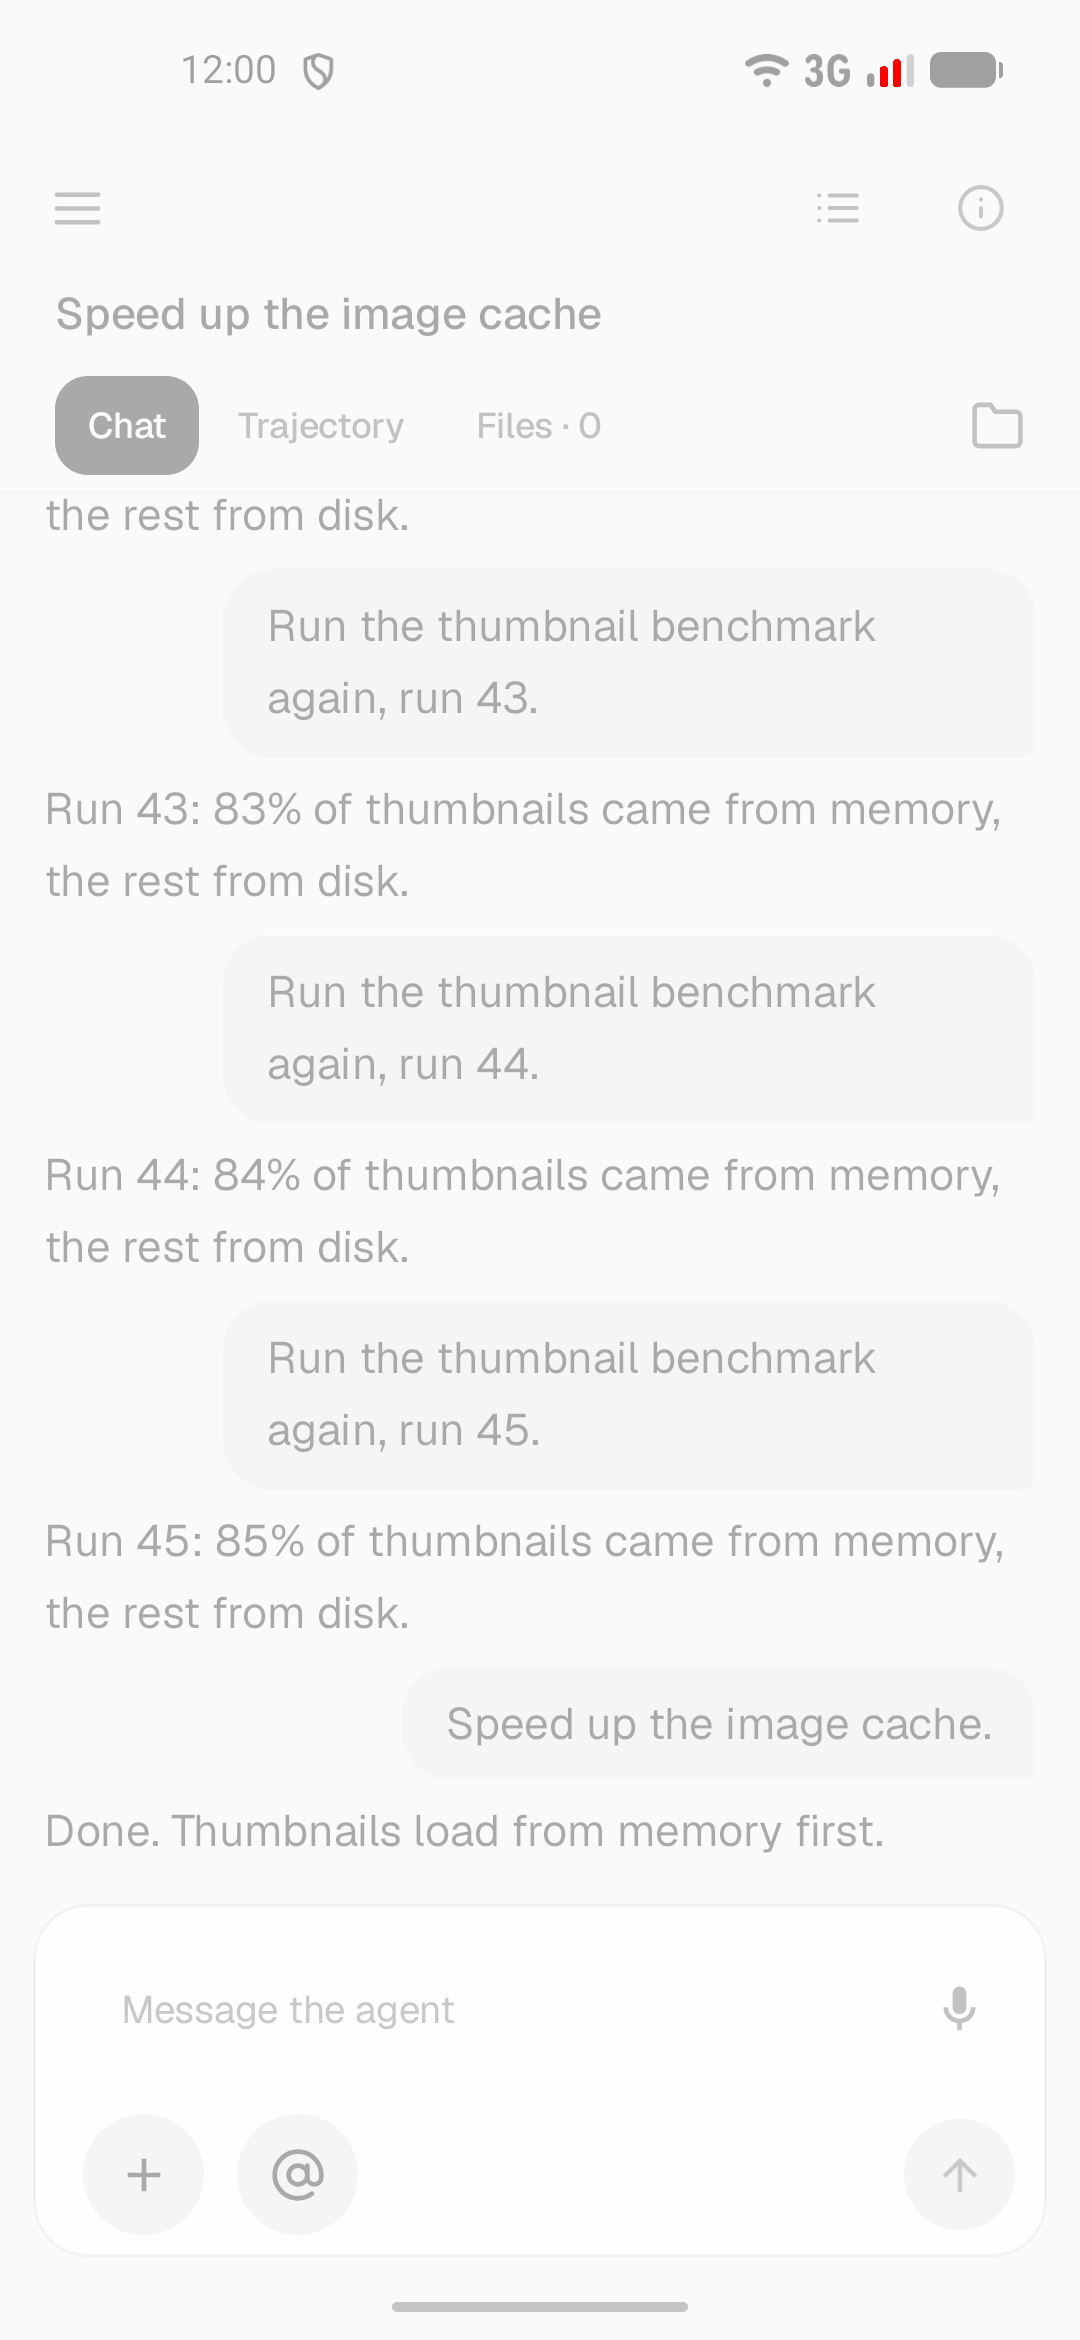 12:00
3G
Speed up the image cache
Chat
Trajectory
Files · 0
the rest from disk.
Run the thumbnail benchmark
again, run 43.
Run 43: 83% of thumbnails came from memory,
the rest from disk.
Run the thumbnail benchmark
again, run 44.
Run 44: 84% of thumbnails came from memory,
the rest from disk.
Run the thumbnail benchmark
again, run 45.
Run 45: 85% of thumbnails came from memory,
the rest from disk.
Speed up the image cache.
Done. Thumbnails load from memory first.
Message the agent